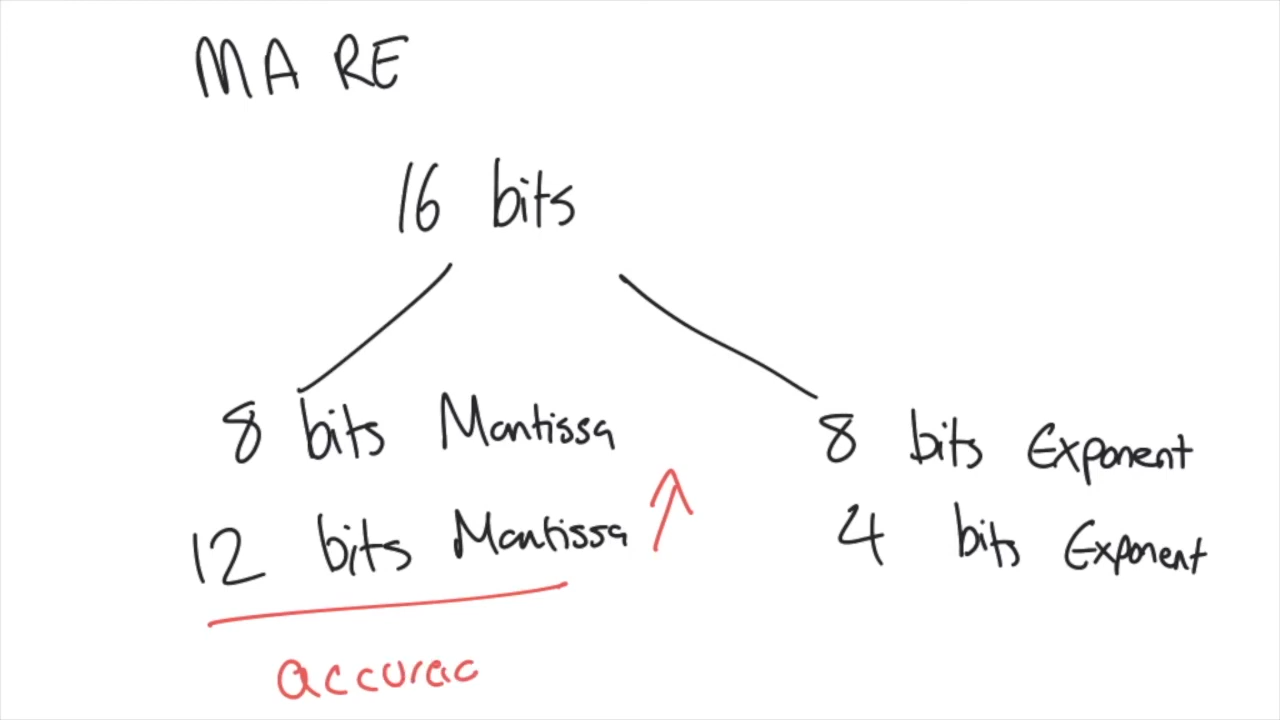 MA RE
16 bits
8 bits Mantissa
8 bits Exponent
12 bits Mantissa
4 bits Exponent
accurac